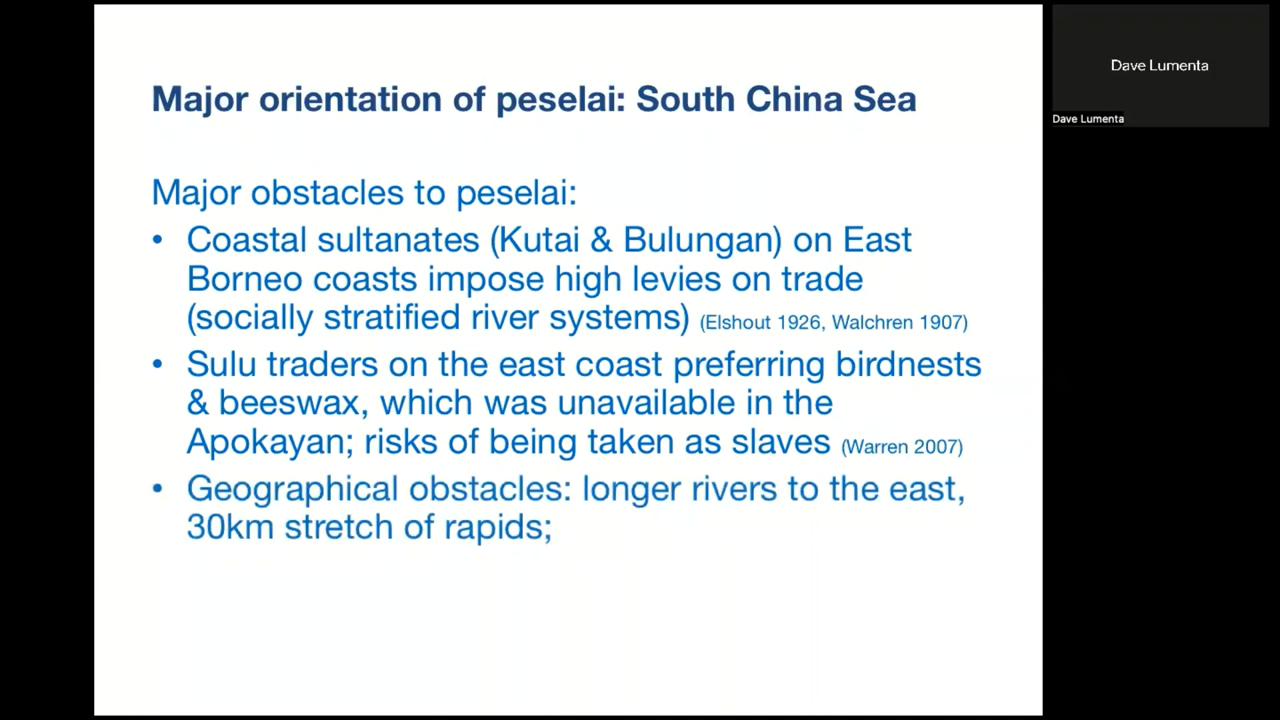 Major orientation of peselai: South China Sea
Major obstacles to peselai:
• Coastal sultanates (Kutai & Bulungan) on East
Borneo coasts impose high levies on trade
(socially stratified river systems) (Elshout 1926, Walchren 1907)
• Sulu traders on the east coast preferring birdnests
& beeswax, which was unavailable in the
Apokayan; risks of being taken as slaves (Warren 2007)
• Geographical obstacles: longer rivers to the east,
30km stretch of rapids;
Dave Lumenta
Dave Lumenta